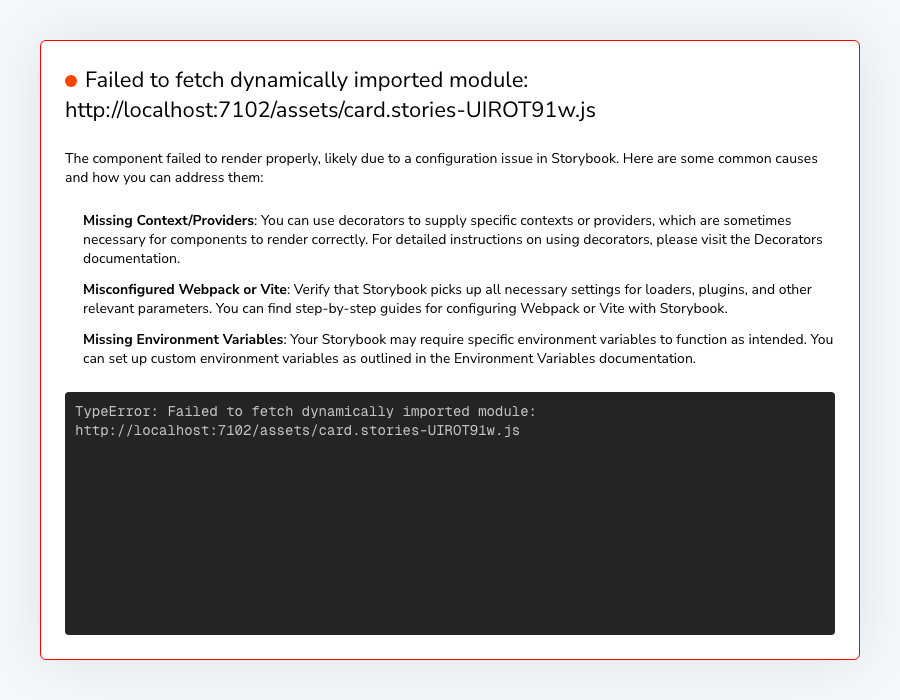 Failed to fetch dynamically imported module:
http://localhost:7102/assets/card.stories-UIROT91w.js
The component failed to render properly, likely due to a configuration issue in Storybook. Here are some common causes
and how you can address them:
Missing Context/Providers: You can use decorators to supply specific contexts or providers, which are sometimes
necessary for components to render correctly. For detailed instructions on using decorators, please visit the Decorators
documentation.
Misconfigured Webpack or Vite: Verify that Storybook picks up all necessary settings for loaders, plugins, and other
relevant parameters. You can find step-by-step guides for configuring Webpack or Vite with Storybook.
Missing Environment Variables: Your Storybook may require specific environment variables to function as intended. You
can set up custom environment variables as outlined in the Environment Variables documentation.
TypeError: Failed to fetch dynamically imported module:
http://localhost:7102/assets/card.stories-UIROT91w.js